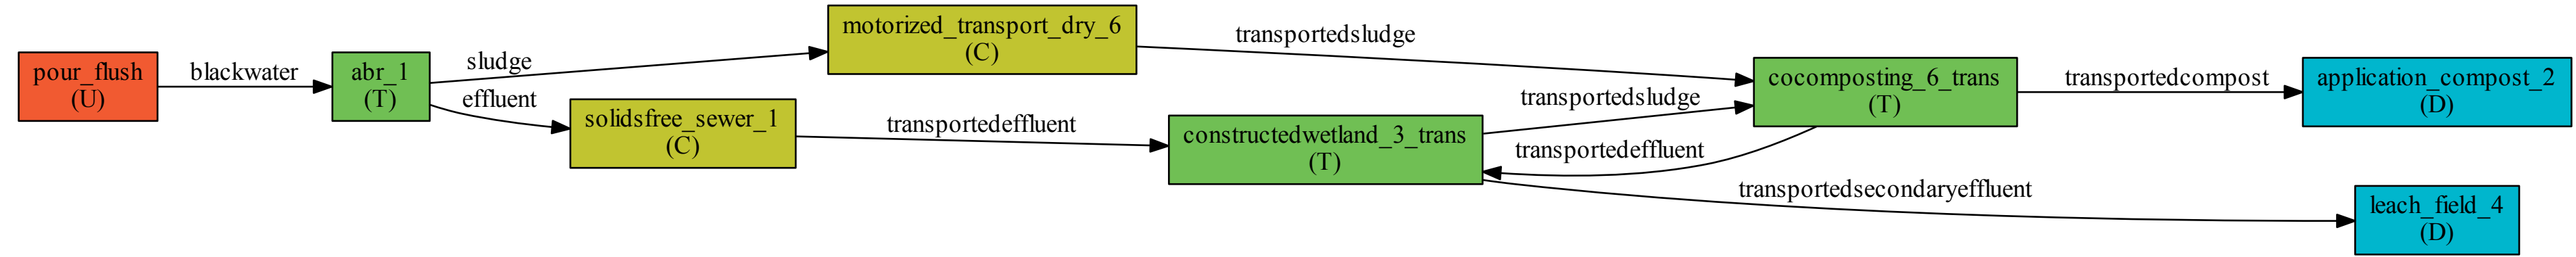 pour_flush
(U)
blackwater
abr_1
(T)
sludge
effluent
motorized_transport_dry_6
(C)
solidsfree_sewer_1
(C)
transportedsludge
transportedeffluent
constructedwetland_3_trans
(T)
transportedsludge
transportedeffluent
cocomposting_6_trans
(T)
transportedcompost
transportedsecondaryeffluent
application_compost_2
(D)
leach_field_4
(D)